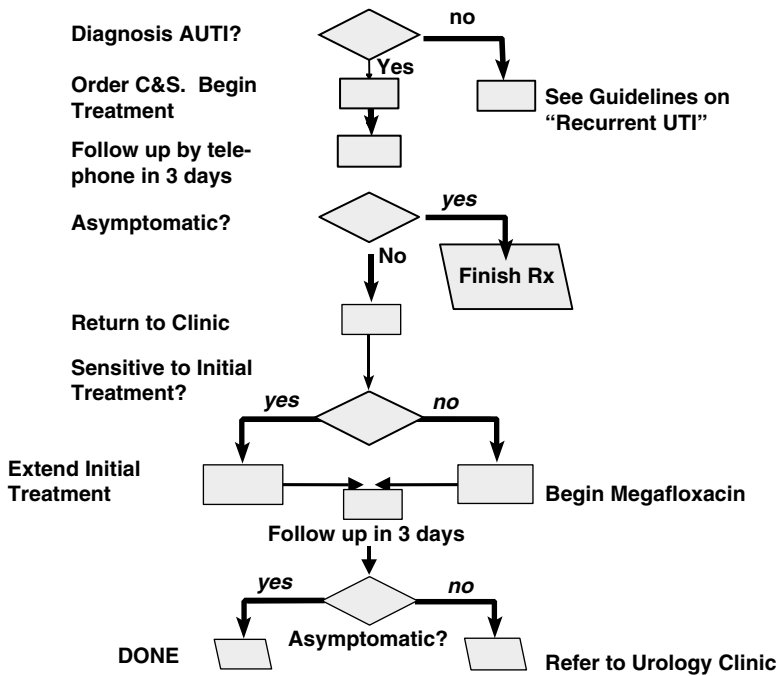 Diagnosis AUTI?
no
Yes
Order C&S. Begin
Treatment
See Guidelines on
“Recurrent UTI”
Follow up by tele-
phone in 3 days
Asymptomatic?
yes
No
Finish Rx
Return to Clinic
Sensitive to Initial
Treatment?
yes
no
Extend Initial
Treatment
Begin Megafloxacin
Follow up in 3 days
yes
no
Asymptomatic?
DONE
Refer to Urology Clinic